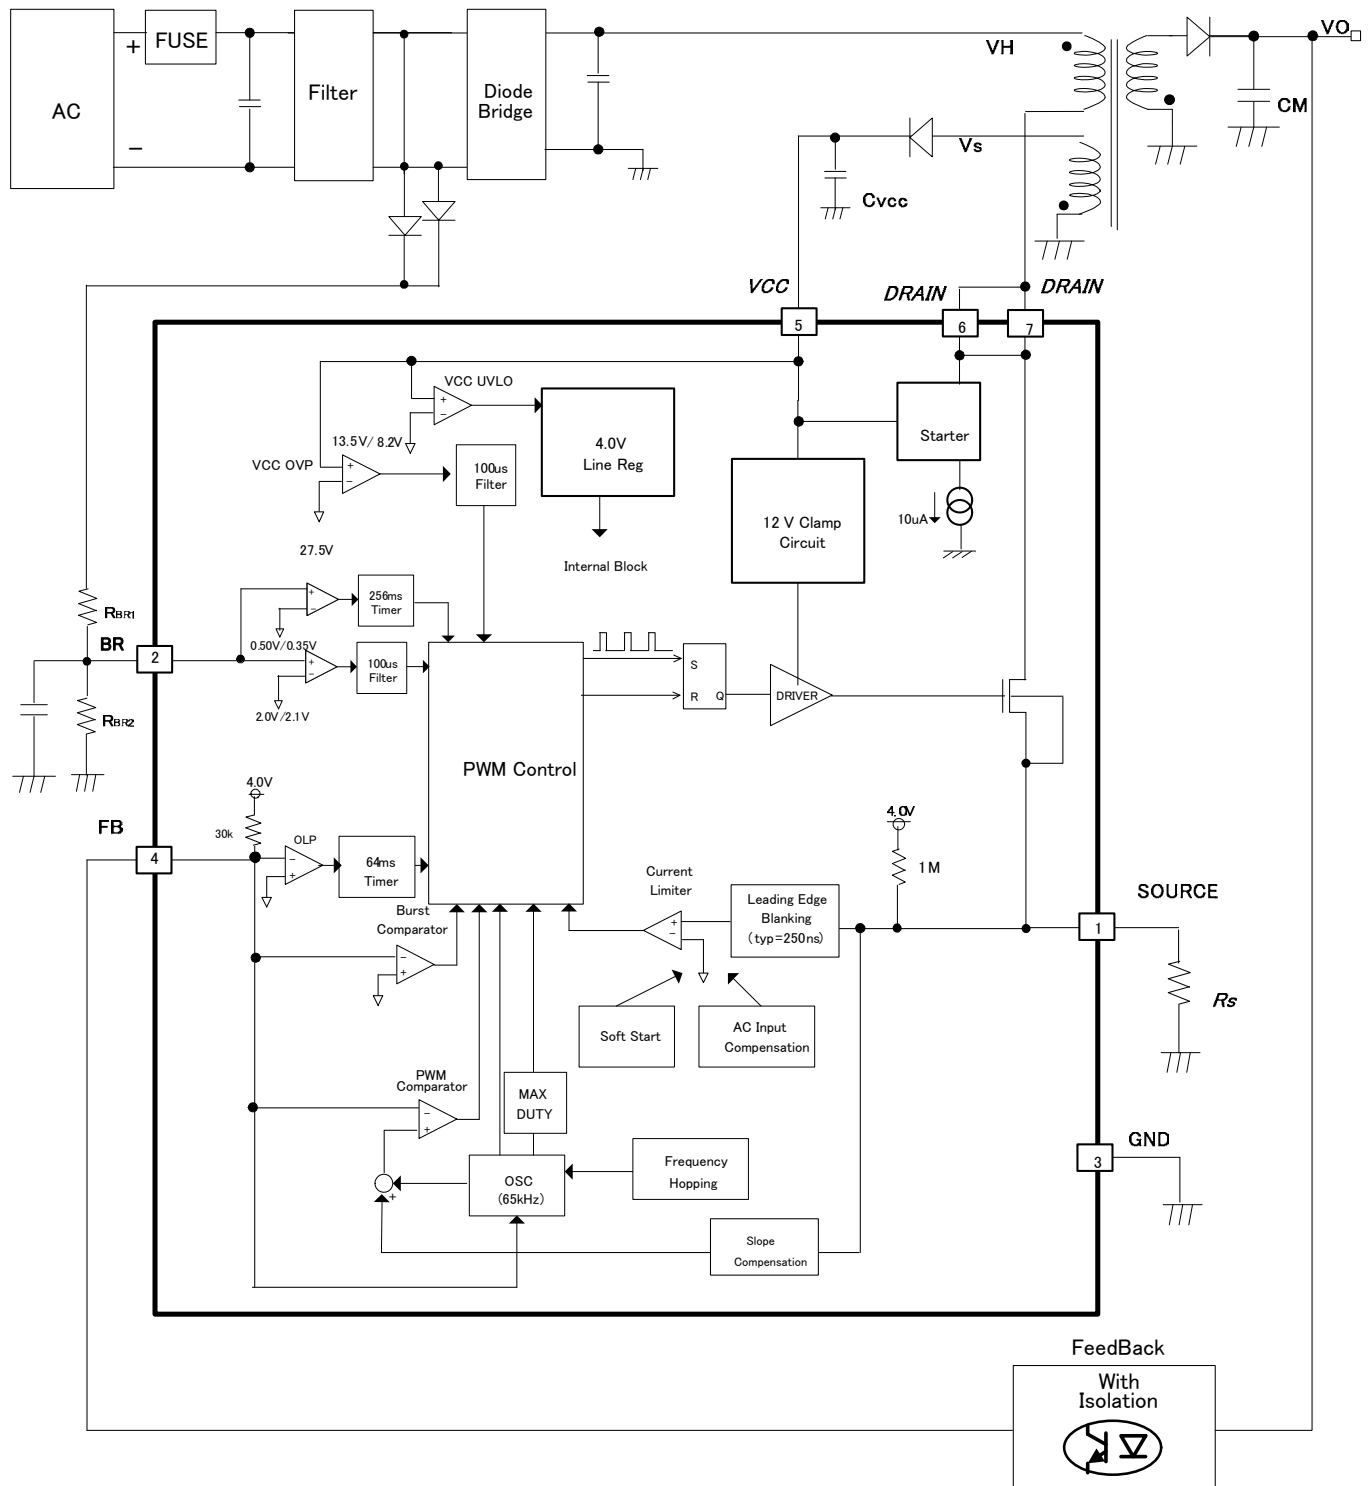 AC
+
−
FUSE
Filter
Diode
Bridge
VH
VO
CM
Vs
Cvcc
VCC
DRAIN
DRAIN
5
6
7
VCC UVLO
+
−
13.5V/ 8.2V
VCC OVP
+
−
27.5V
100us
Filter
4.0V
Line Reg
Internal Block
12 V Clamp
Circuit
Starter
10uA
RBR1
BR
2
RBR2
+
−
0.50V/0.35V
256ms
Timer
+
−
2.0V/2.1V
100us
Filter
PWM Control
S
R
Q
DRIVER
4.0V
30k
FB
4
OLP
−
+
64ms
Timer
Burst
Comparator
−
+
Current
Limiter
+
−
Leading Edge
Blanking
(typ=250ns)
4.0V
1M
SOURCE
1
Rs
Soft Start
AC Input
Compensation
PWM
Comparator
−
+
MAX
DUTY
+
OSC
(65kHz)
Frequency
Hopping
Slope
Compensation
GND
3
FeedBack
With
Isolation